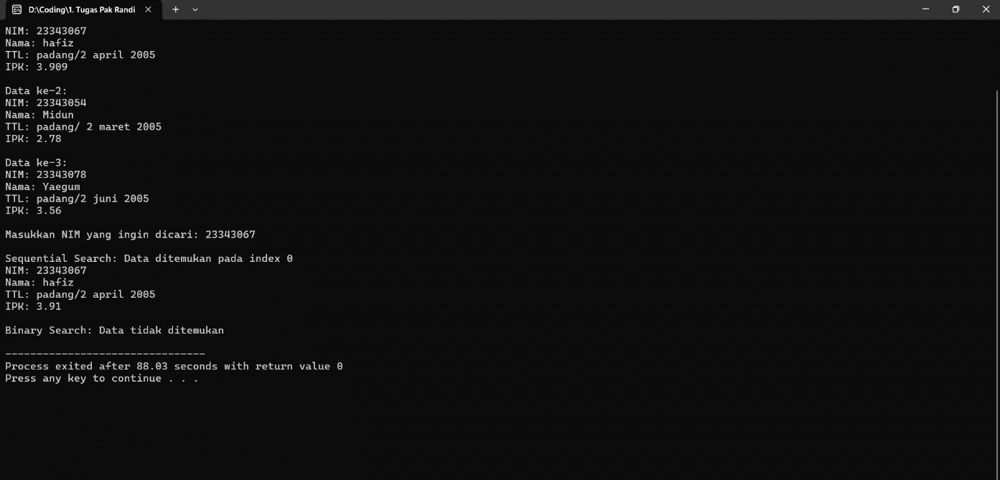 D:\Coding\1. Tugas Pak Randi
NIM: 23343067
Nama: hafiz
TTL: padang/2 april 2005
IPK: 3.909
Data ke-2:
NIM: 23343054
Nama: Midun
TTL: padang/ 2 maret 2005
IPK: 2.78
Data ke-3:
NIM: 23343078
Nama: Yaegum
TTL: padang/2 juni 2005
IPK: 3.56
Masukkan NIM yang ingin dicari: 23343067
Sequential Search: Data ditemukan pada index 0
NIM: 23343067
Nama: hafiz
TTL: padang/2 april 2005
IPK: 3.91
Binary Search: Data tidak ditemukan
--------------------------------
Process exited after 88.03 seconds with return value 0
Press any key to continue . . .